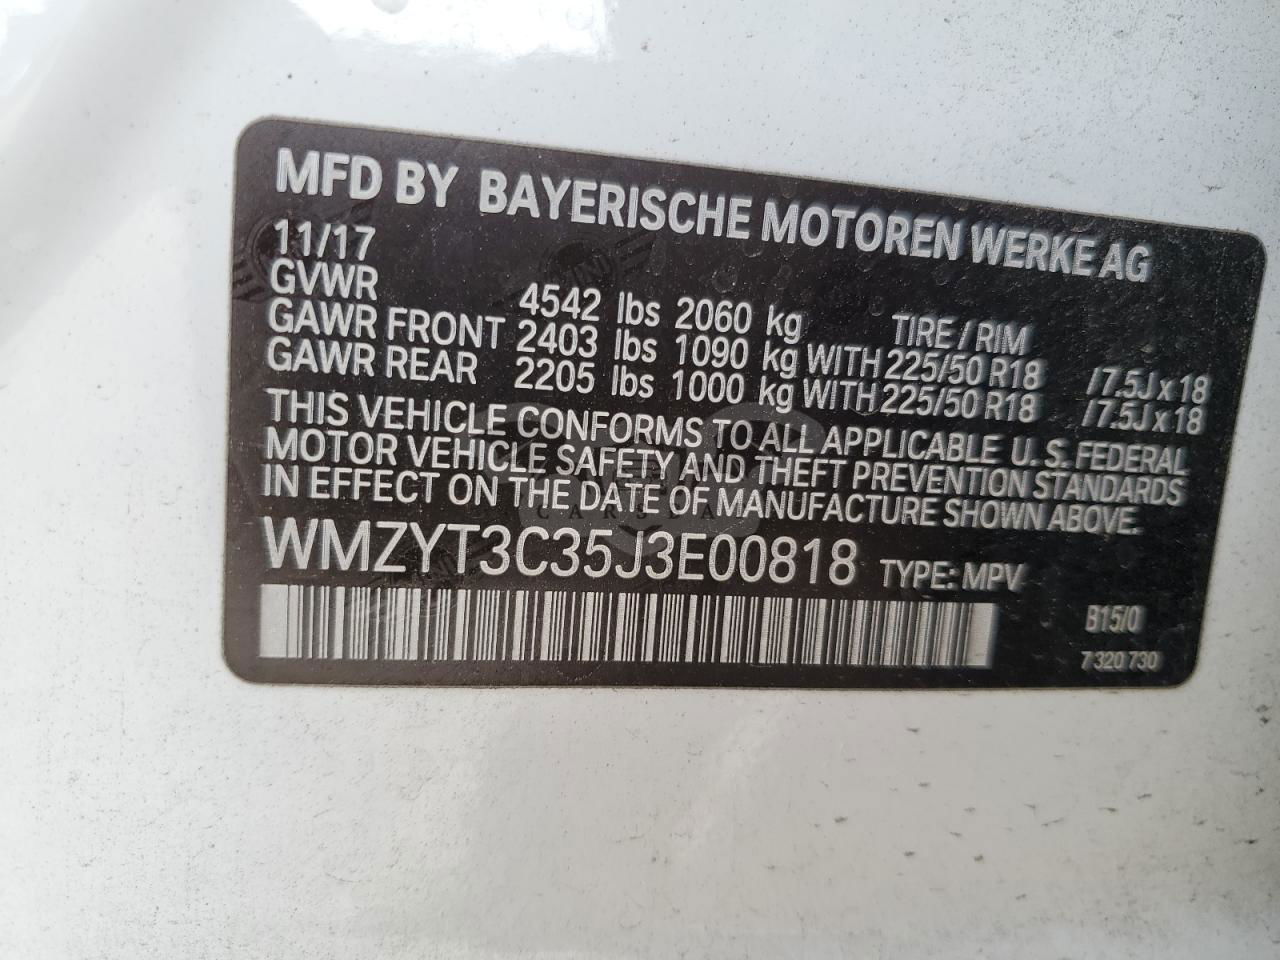 MFD BY BAYERISCHE MOTOREN WERKE AG
11/17
GVWR 4542 lbs 2060 kg TIRE / RIM
GAWR FRONT 2403 lbs 1090 kg WITH 225/50 R18 /7.5J x 18
GAWR REAR 2205 lbs 1000 kg WITH 225/50 R18 /7.5J x 18
THIS VEHICLE CONFORMS TO ALL APPLICABLE U. S. FEDERAL
MOTOR VEHICLE SAFETY AND THEFT PREVENTION STANDARDS
IN EFFECT ON THE DATE OF MANUFACTURE SHOWN ABOVE.
WMZYT3C35J3E00818 TYPE: MPV
B15/0
7 320 730